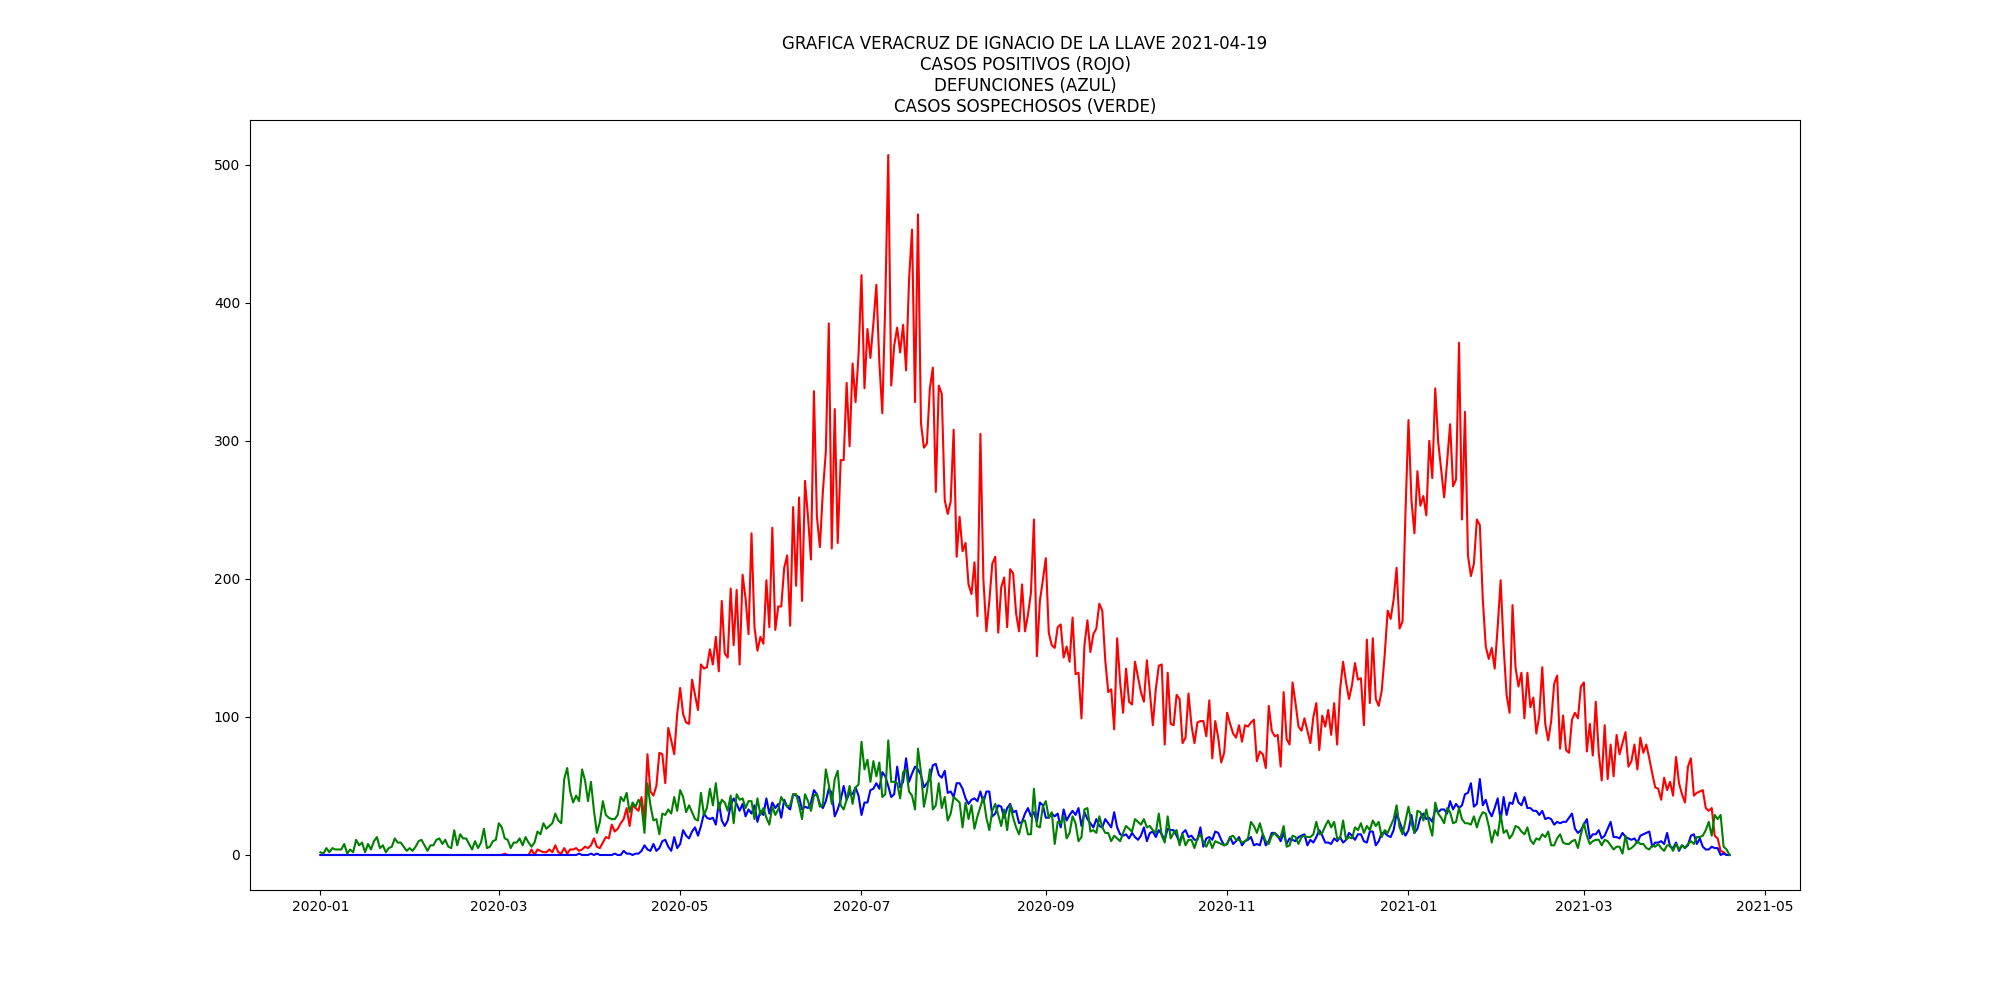 GRAFICA VERACRUZ DE IGNACIO DE LA LLAVE 2021-04-19
CASOS POSITIVOS (ROJO)
DEFUNCIONES (AZUL)
CASOS SOSPECHOSOS (VERDE)
500
400
300
200
100
0
2020-01 2020-03 2020-05 2020-07 2020-09 2020-11 2021-01 2021-03 2021-05